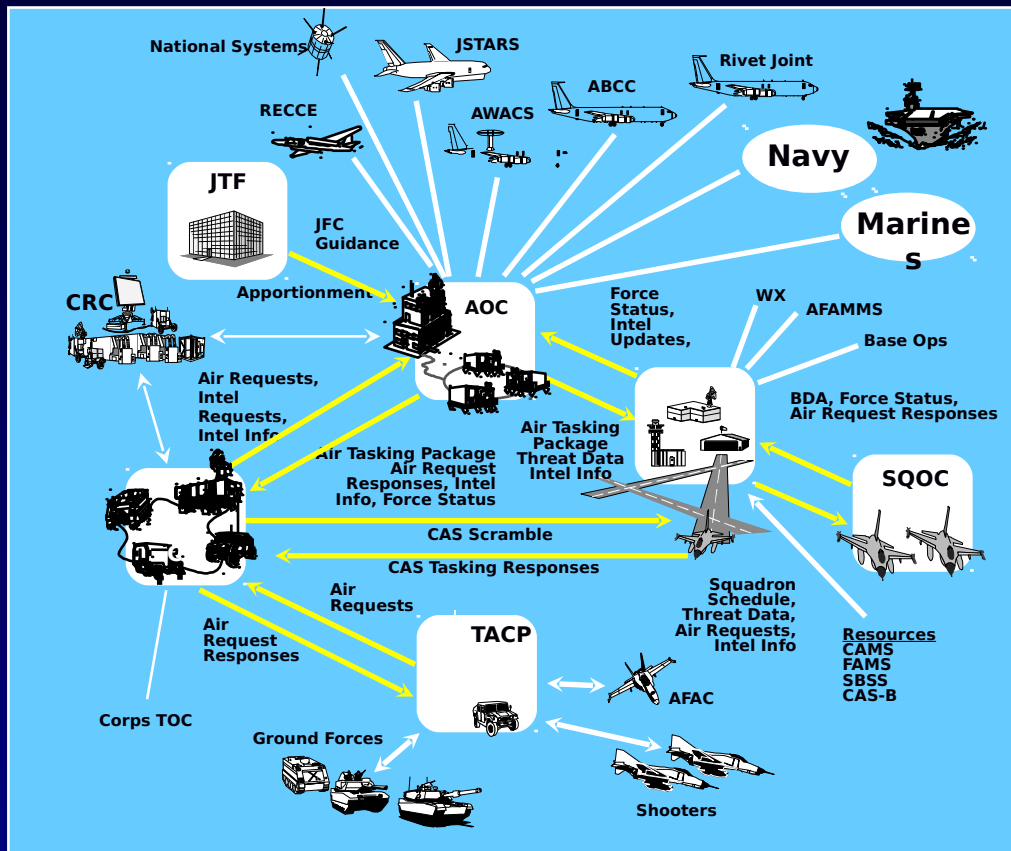 National Systems
JSTARS
Rivet Joint
ABCC
RECCE
AWACS
Navy
JTF
Marine
s
JFC
Guidance
CRC
Apportionment
AOC
Force
Status,
Intel
Updates,
WX
AFAMMS
Base Ops
Air Requests,
Intel
Requests,
Intel Info
BDA, Force Status,
Air Request Responses
Air Tasking Package
Air Request
Responses, Intel
Info, Force Status
Air Tasking
Package
Threat Data
Intel Info
SQOC
CAS Scramble
CAS Tasking Responses
Squadron
Schedule,
Threat Data,
Air Requests,
Intel Info
Air
Requests
Air
Request
Responses
TACP
Resources
CAMS
FAMS
SBSS
CAS-B
AFAC
Corps TOC
Ground Forces
Shooters